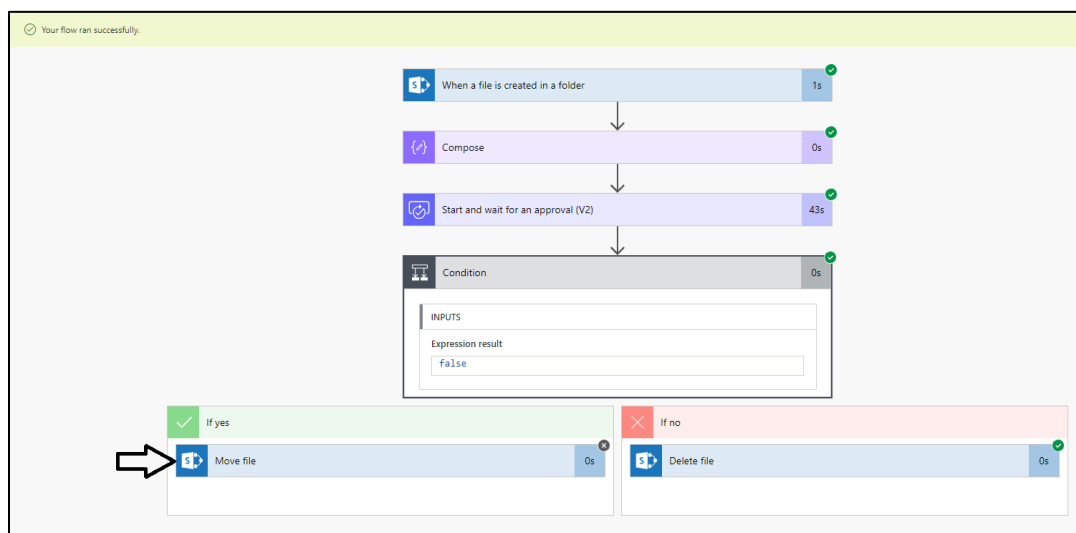 Your flow ran successfully.
When a file is created in a folder 1s
Compose 0s
Start and wait for an approval (V2) 43s
Condition 0s
INPUTS
Expression result
false
If yes
Move file 0s
If no
Delete file 0s